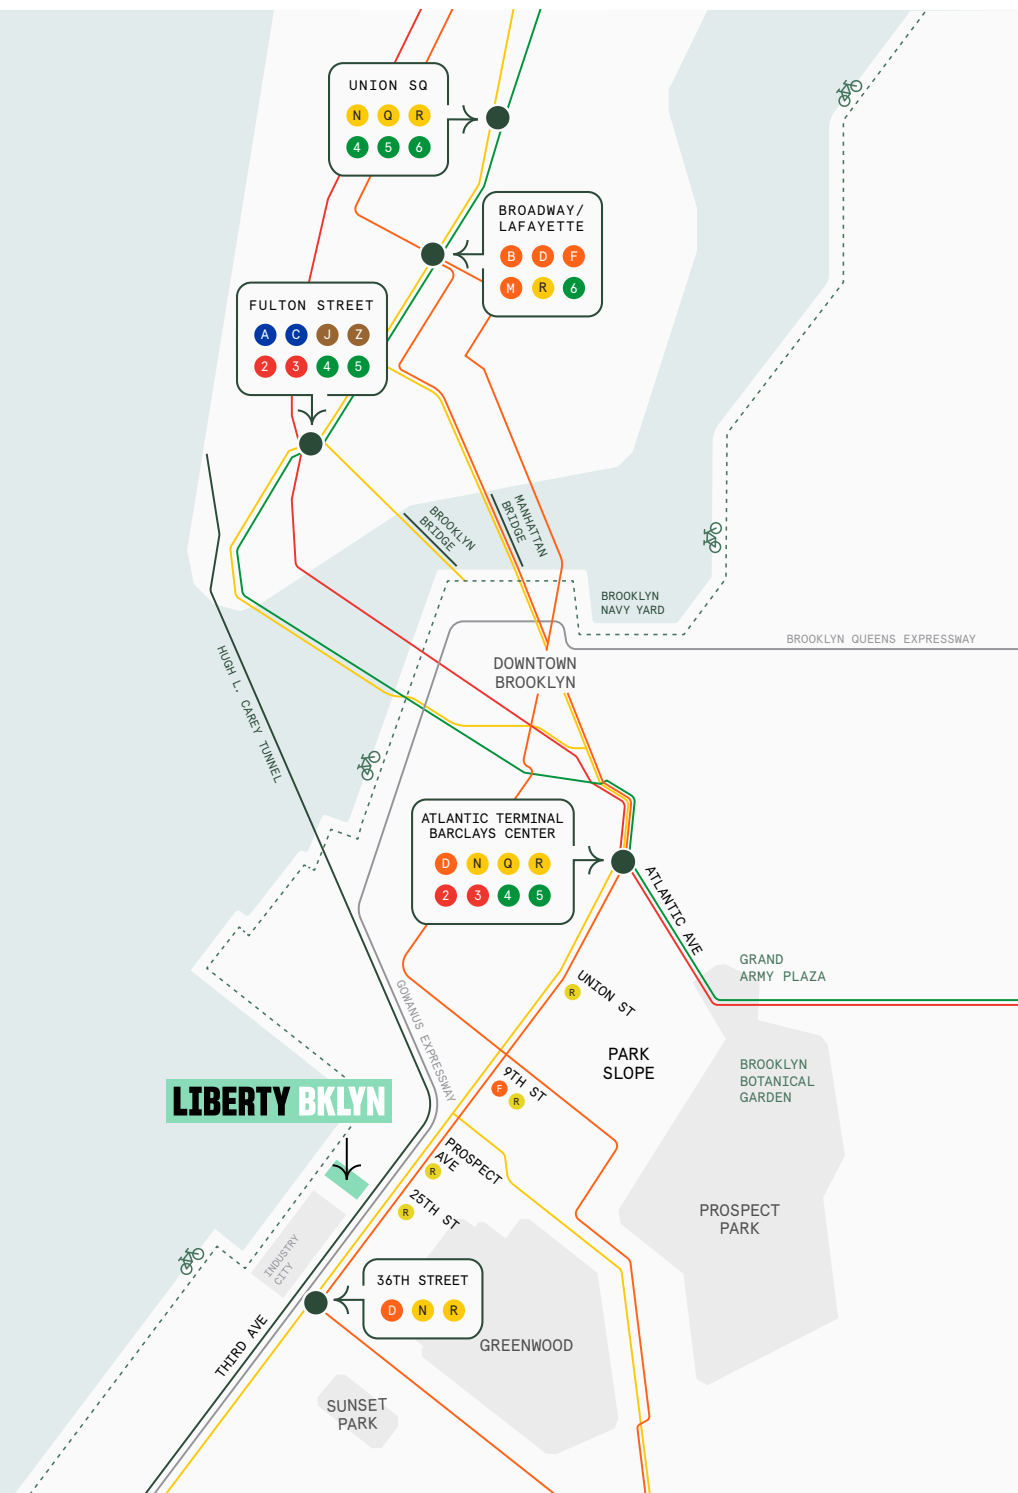 UNION SQ
N Q R
4 5 6
BROADWAY/
LAFAYETTE
B D F
M R 6
FULTON STREET
A C J Z
2 3 4 5
BROOKLYN
BRIDGE
MANHATTAN
BRIDGE
BROOKLYN
NAVY YARD
BROOKLYN QUEENS EXPRESSWAY
DOWNTOWN
BROOKLYN
HUGH L. CAREY TUNNEL
ATLANTIC TERMINAL
BARCLAYS CENTER
D N Q R
2 3 4 5
ATLANTIC AVE
GRAND
ARMY PLAZA
UNION ST
R
GOWANUS EXPRESSWAY
PARK
SLOPE
9TH ST
F R
BROOKLYN
BOTANICAL
GARDEN
LIBERTY BKLYN
PROSPECT
AVE
R
25TH ST
R
PROSPECT
PARK
INDUSTRY
CITY
36TH STREET
D N R
THIRD AVE
GREENWOOD
SUNSET
PARK